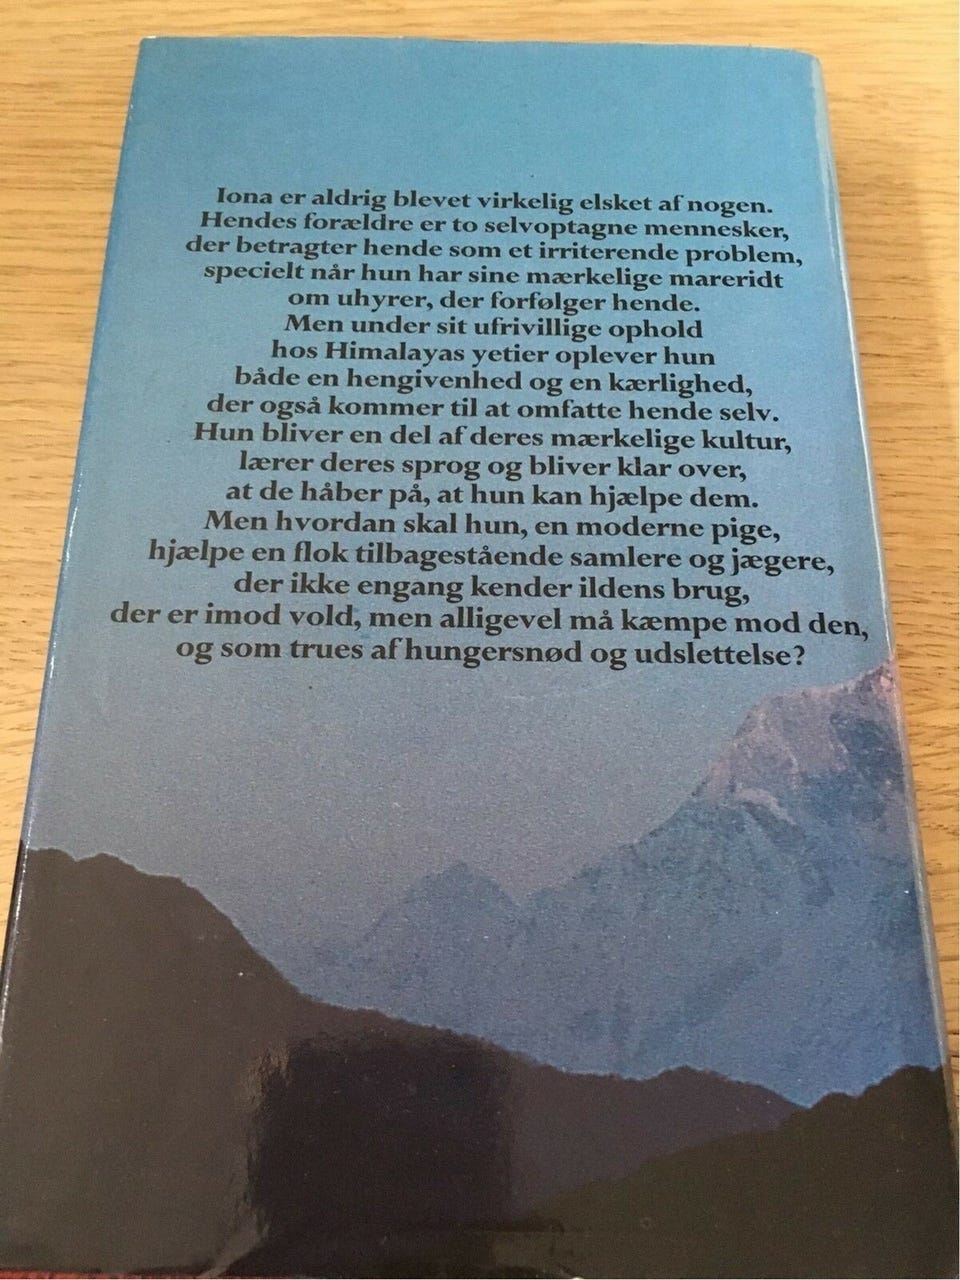 Iona er aldrig blevet virkelig elsket af nogen.
Hendes forældre er to selvoptagne mennesker,
der betragter hende som et irriterende problem,
specielt når hun har sine mærkelige mareridt
om uhyrer, der forfølger hende.
Men under sit ufrivillige ophold
hos Himalayas yetier oplever hun
både en hengivenhed og en kærlighed,
der også kommer til at omfatte hende selv.
Hun bliver en del af deres mærkelige kultur,
lærer deres sprog og bliver klar over,
at de håber på, at hun kan hjælpe dem.
Men hvordan skal hun, en moderne pige,
hjælpe en flok tilbagestående samlere og jægere,
der ikke engang kender ildens brug,
der er imod vold, men alligevel må kæmpe mod den,
og som trues af hungersnød og udslettelse?